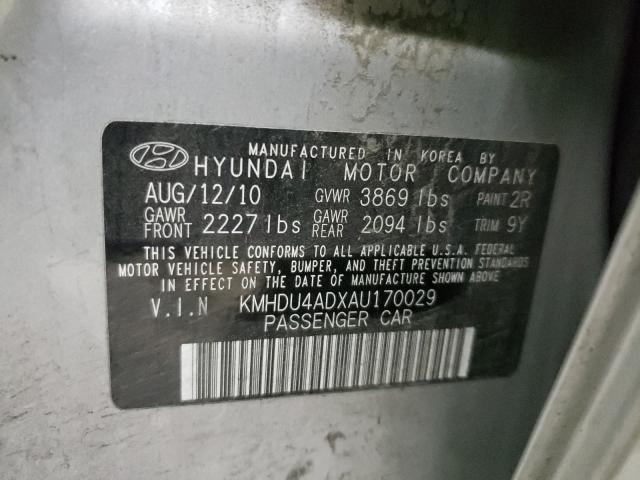 MANUFACTURED IN KOREA BY
HYUNDAI MOTOR COMPANY
AUG/12/10 GVWR 3869 lbs PAINT 2R
GAWR FRONT 2227 lbs GAWR REAR 2094 lbs TRIM 9Y
THIS VEHICLE CONFORMS TO ALL APPLICABLE U.S.A. FEDERAL
MOTOR VEHICLE SAFETY, BUMPER, AND THEFT PREVENTION STANDARDS
IN EFFECT ON THE DATE OF MANUFACTURE SHOWN ABOVE.
V.I.N KMHDU4ADXAU170029
PASSENGER CAR